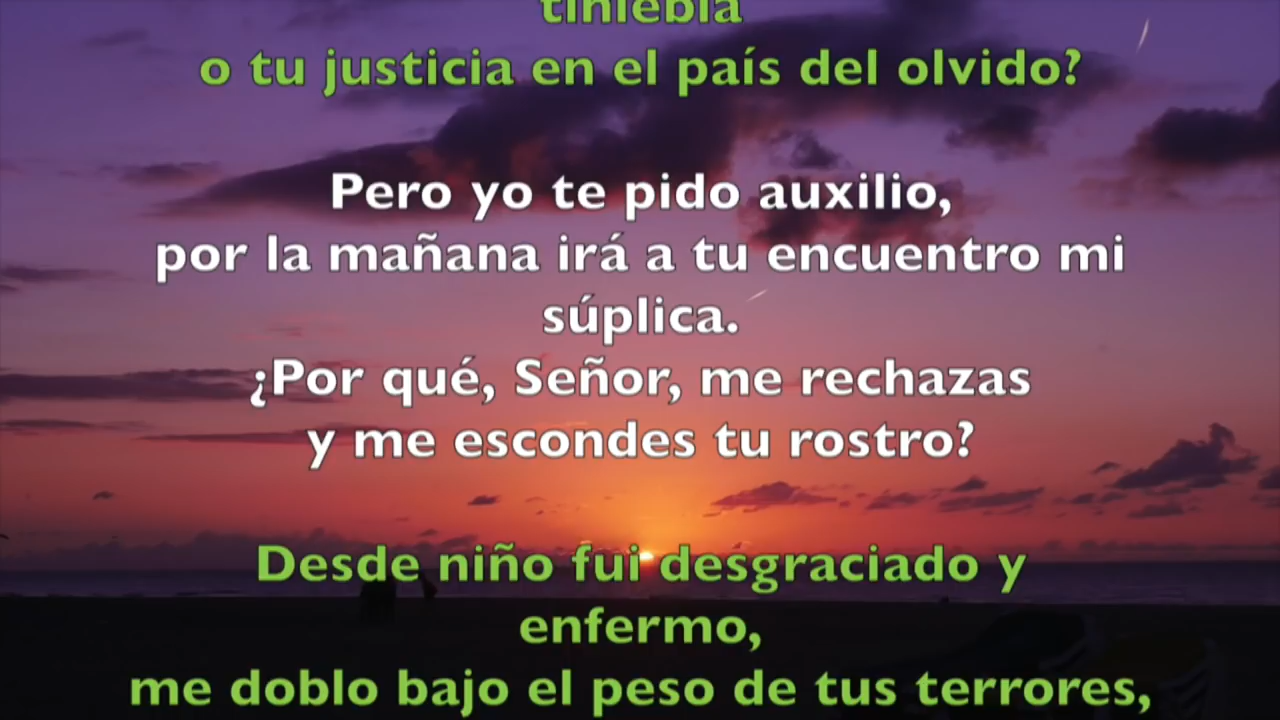 tiniebla
o tu justicia en el país del olvido?
Pero yo te pido auxilio,
por la mañana irá a tu encuentro mi
súplica.
¿Por qué, Señor, me rechazas
y me escondes tu rostro?
Desde niño fui desgraciado y
enfermo,
me doblo bajo el peso de tus terrores,